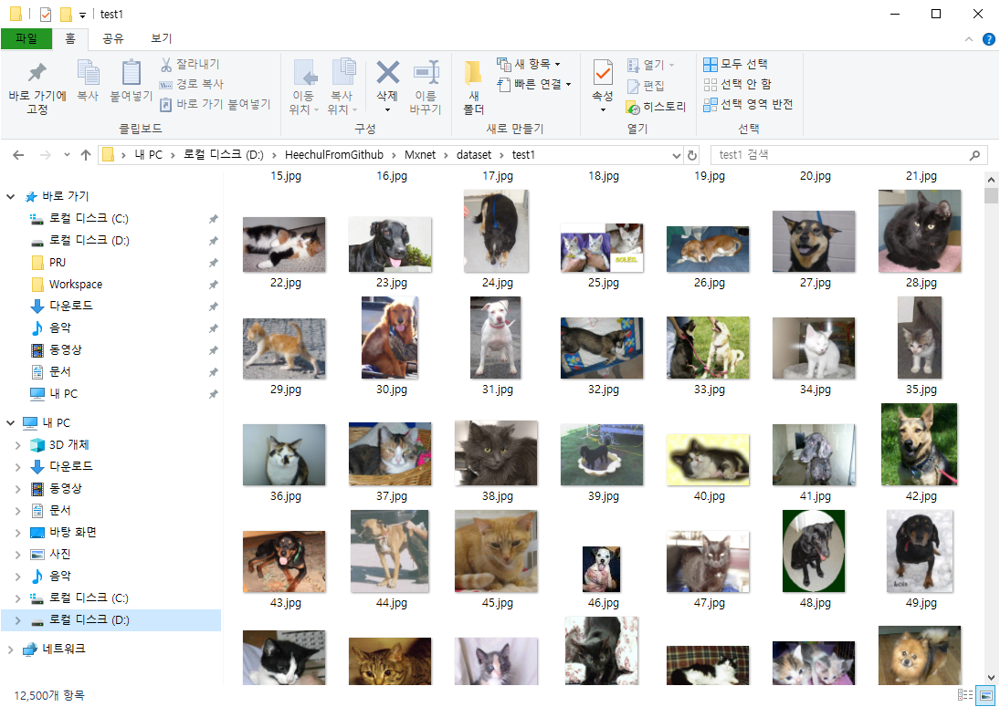 test1
파일 홈 공유 보기
바로 가기에 고정
복사
붙여넣기
잘라내기
경로 복사
바로 가기 붙여넣기
클립보드
이동 위치
복사 위치
삭제
이름 바꾸기
구성
새 폴더
새 항목
빠른 연결
새로 만들기
속성
열기
편집
히스토리
열기
모두 선택
선택 안 함
선택 영역 반전
선택
내 PC > 로컬 디스크 (D:) > HeechulFromGithub > Mxnet > dataset > test1
test1 검색
바로 가기
로컬 디스크 (C:)
로컬 디스크 (D:)
PRJ
Workspace
다운로드
음악
동영상
문서
내 PC
내 PC
3D 개체
다운로드
동영상
문서
바탕 화면
사진
음악
로컬 디스크 (C:)
로컬 디스크 (D:)
네트워크
15.jpg 16.jpg 17.jpg 18.jpg 19.jpg 20.jpg 21.jpg
SOLEIL
22.jpg 23.jpg 24.jpg 25.jpg 26.jpg 27.jpg 28.jpg
29.jpg 30.jpg 31.jpg 32.jpg 33.jpg 34.jpg 35.jpg
36.jpg 37.jpg 38.jpg 39.jpg 40.jpg 41.jpg 42.jpg
Lois
43.jpg 44.jpg 45.jpg 46.jpg 47.jpg 48.jpg 49.jpg
12,500개 항목